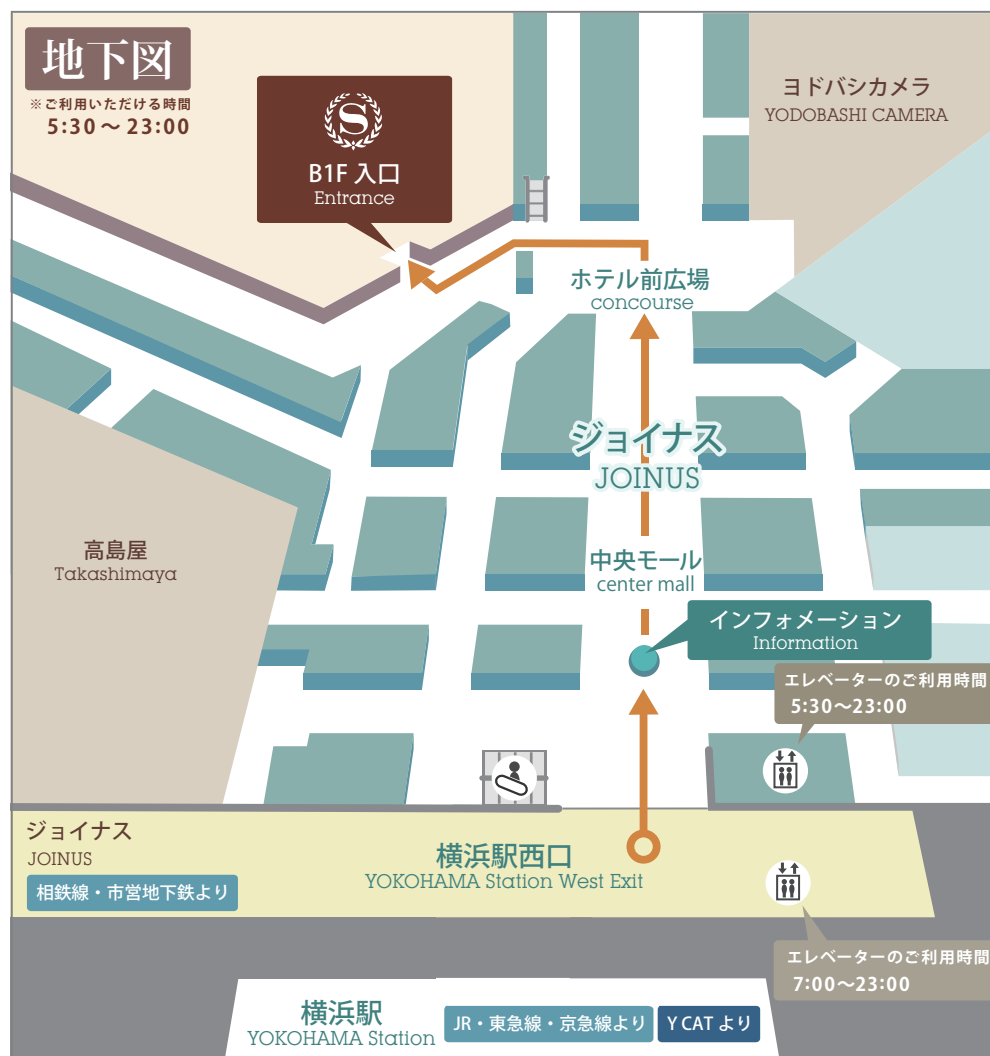 地下図
※ご利用いただける時間
5:30～23:00
S
B1F 入口
Entrance
ヨドバシカメラ
YODOBASHI CAMERA
ホテル前広場
concourse
ジョイナス
JOINUS
高島屋
Takashimaya
中央モール
center mall
インフォメーション
Information
エレベーターのご利用時間
5:30～23:00
ジョイナス
JOINUS
相鉄線・市営地下鉄より
横浜駅西口
YOKOHAMA Station West Exit
エレベーターのご利用時間
7:00～23:00
横浜駅
YOKOHAMA Station
JR・東急線・京急線より
Y CAT より